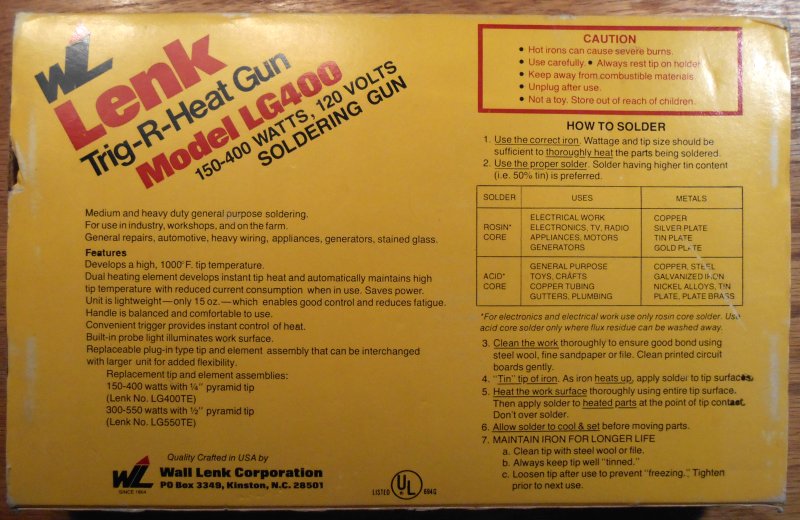 WL
Lenk
Trig-R-Heat Gun
Model LG400
150-400 WATTS, 120 VOLTS
SOLDERING GUN
Medium and heavy duty general purpose soldering.
For use in industry, workshops, and on the farm.
General repairs, automotive, heavy wiring, appliances, generators, stained glass.
Features
Develops a high, 1000° F. tip temperature.
Dual heating element develops instant tip heat and automatically maintains high
tip temperature with reduced current consumption when in use. Saves power.
Unit is lightweight—only 15 oz.—which enables good control and reduces fatigue.
Handle is balanced and comfortable to use.
Convenient trigger provides instant control of heat.
Built-in probe light illuminates work surface.
Replaceable plug-in type tip and element assembly that can be interchanged
with larger unit for added flexibility.
Replacement tip and element assemblies:
150-400 watts with ¼" pyramid tip
(Lenk No. LG400TE)
300-550 watts with ½" pyramid tip
(Lenk No. LG550TE)
Quality Crafted in USA by
WL
SINCE 1864
Wall Lenk Corporation
PO Box 3349, Kinston, N.C. 28501
LISTED UL ® 694G
CAUTION
• Hot irons can cause severe burns.
• Use carefully. • Always rest tip on holder
• Keep away from combustible materials.
• Unplug after use.
• Not a toy. Store out of reach of children.
HOW TO SOLDER
1. Use the correct iron. Wattage and tip size should be
sufficient to thoroughly heat the parts being soldered.
2. Use the proper solder. Solder having higher tin content
(i.e. 50% tin) is preferred.
SOLDER USES METALS
ROSIN* CORE
ELECTRICAL WORK
ELECTRONICS, TV, RADIO
APPLIANCES, MOTORS
GENERATORS
COPPER
SILVER PLATE
TIN PLATE
GOLD PLATE
ACID* CORE
GENERAL PURPOSE
TOYS, CRAFTS
COPPER TUBING
GUTTERS, PLUMBING
COPPER, STEEL
GALVANIZED IRON
NICKEL ALLOYS, TIN
PLATE, PLATE BRASS
*For electronics and electrical work use only rosin core solder. Use
acid core solder only where flux residue can be washed away.
3. Clean the work thoroughly to ensure good bond using
steel wool, fine sandpaper or file. Clean printed circuit
boards gently.
4. "Tin" tip of iron. As iron heats up, apply solder to tip surfaces.
5. Heat the work surface thoroughly using entire tip surface.
Then apply solder to heated parts at the point of tip contact.
Don't over solder.
6. Allow solder to cool & set before moving parts.
7. MAINTAIN IRON FOR LONGER LIFE
a. Clean tip with steel wool or file.
b. Always keep tip well "tinned."
c. Loosen tip after use to prevent "freezing." Tighten
prior to next use.